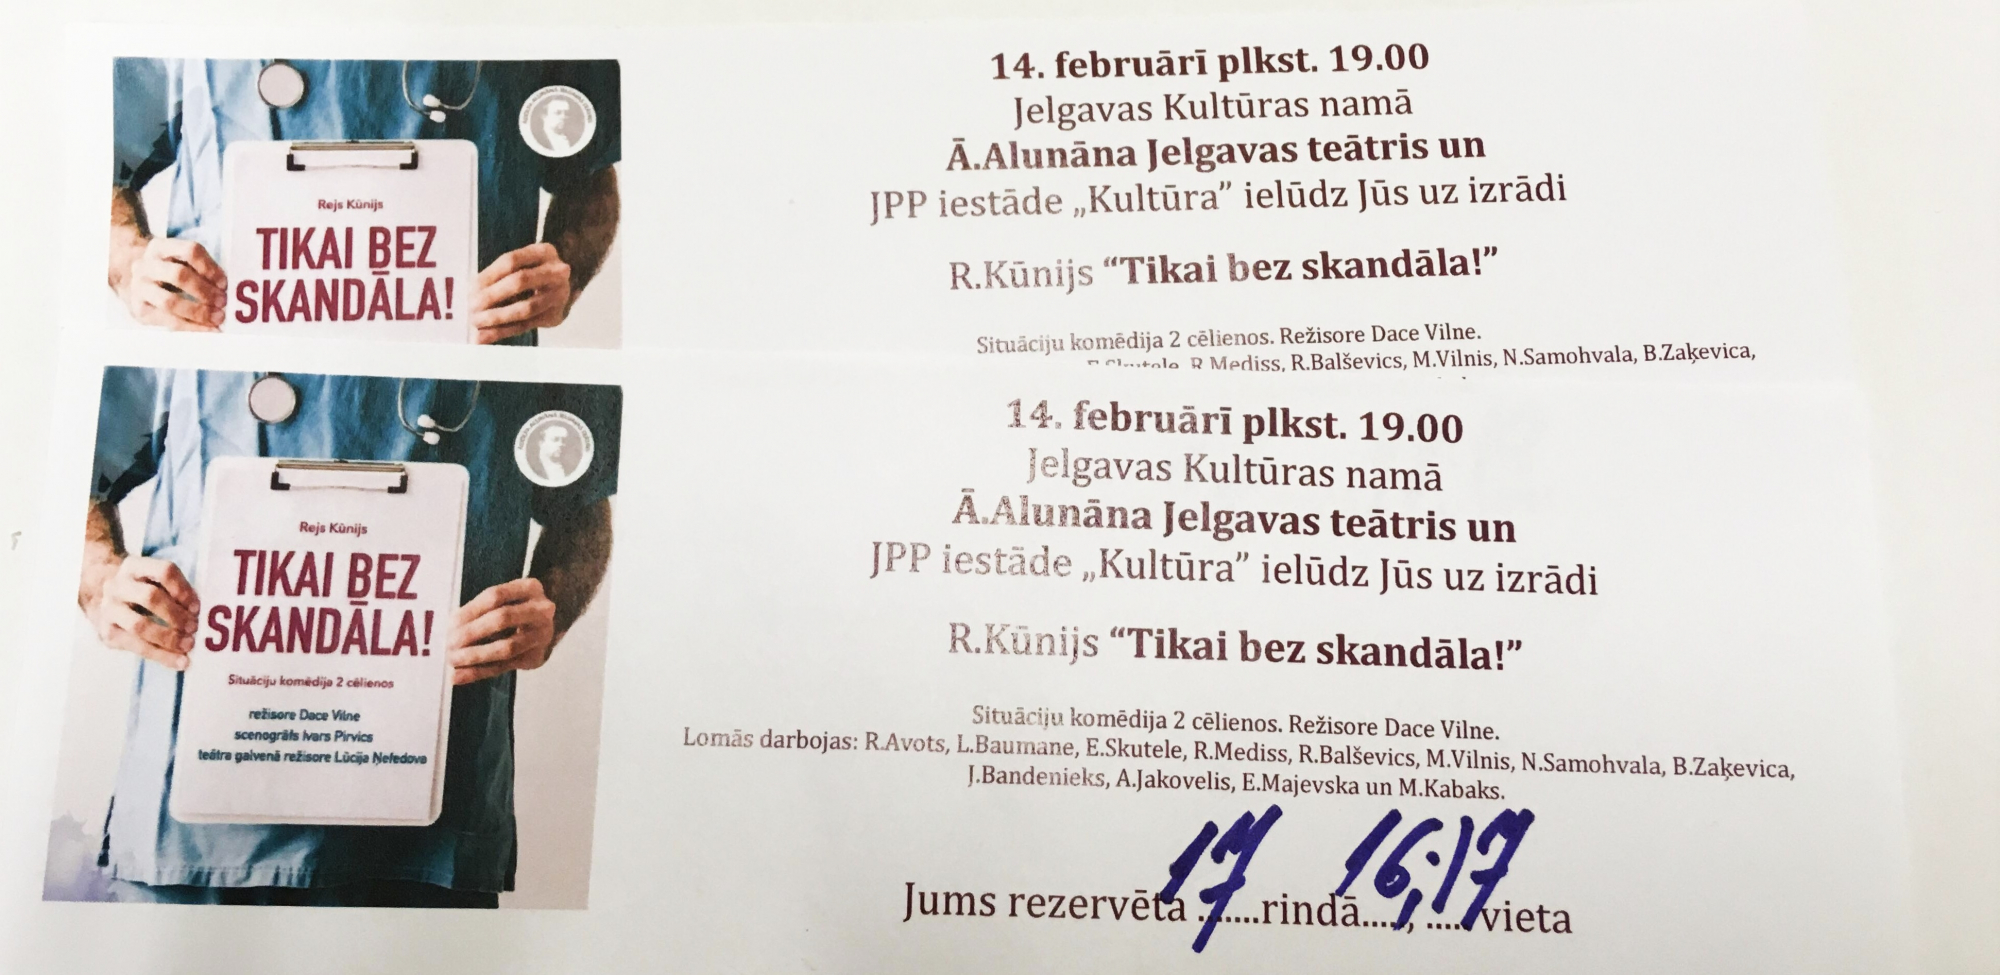 Rejs Kūnijs
TIKAI BEZ
SKANDĀLA!
14. februārī plkst. 19.00
Jelgavas Kultūras namā
Ā.Alunāna Jelgavas teātris un
JPP iestāde „Kultūra” ielūdz Jūs uz izrādi
R.Kūnijs “Tikai bez skandāla!”
Situāciju komēdija 2 cēlienos. Režisore Dace Vilne.
R.Mediss, R.Balševics, M.Vilnis, N.Samohvala, B.Zaķevica,
Rejs Kūnijs
TIKAI BEZ
SKANDĀLA!
Situāciju komēdija 2 cēlienos
režisore Dace Vilne
scenogrāfs Ivars Pirvics
teātra galvenā režisore Lūcija Ņefedova
14. februārī plkst. 19.00
Jelgavas Kultūras namā
Ā.Alunāna Jelgavas teātris un
JPP iestāde „Kultūra” ielūdz Jūs uz izrādi
R.Kūnijs “Tikai bez skandāla!”
Situāciju komēdija 2 cēlienos. Režisore Dace Vilne.
Lomās darbojas: R.Avots, L.Baumane, E.Skutele, R.Mediss, R.Balševics, M.Vilnis, N.Samohvala, B.Zaķevica,
J.Bandenieks, A.Jakovelis, E.Majevska un M.Kabaks.
Jums rezervēta 17 rindā 16, 17 vieta